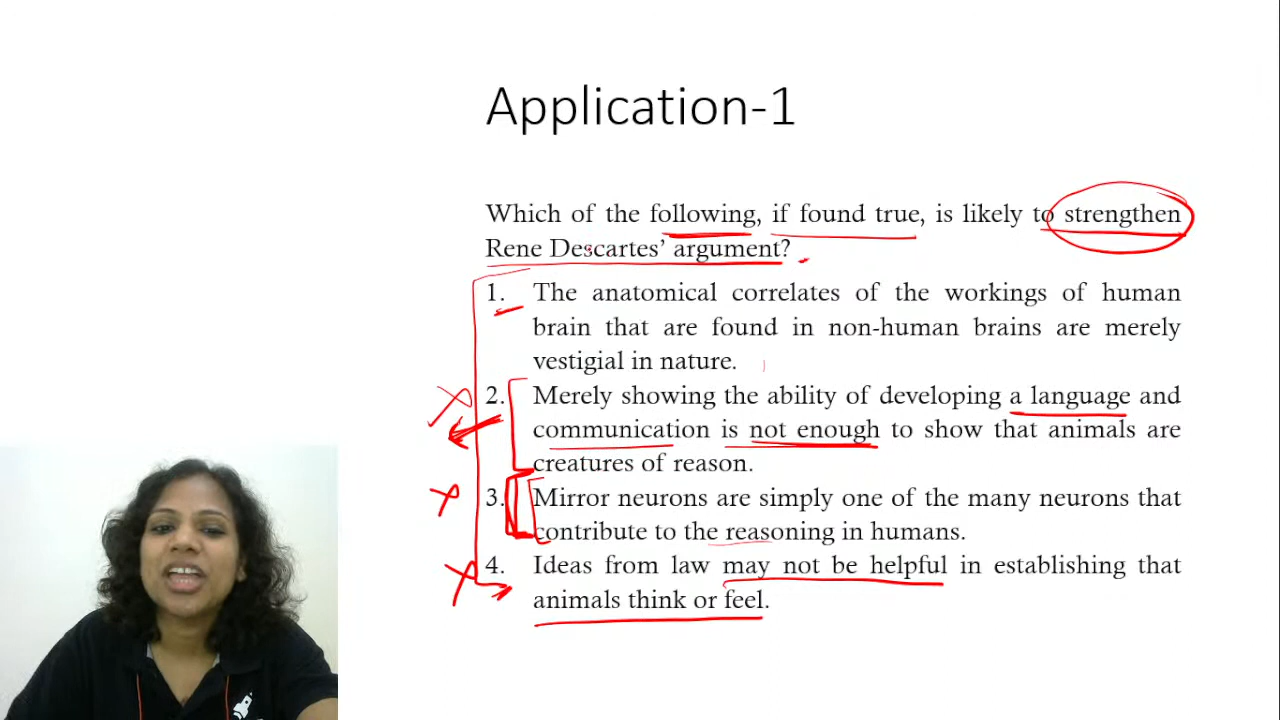 Application-1
Which of the following, if found true, is likely to strengthen
Rene Descartes’ argument?
1. The anatomical correlates of the workings of human
brain that are found in non-human brains are merely
vestigial in nature.
2. Merely showing the ability of developing a language and
communication is not enough to show that animals are
creatures of reason.
3. Mirror neurons are simply one of the many neurons that
contribute to the reasoning in humans.
4. Ideas from law may not be helpful in establishing that
animals think or feel.